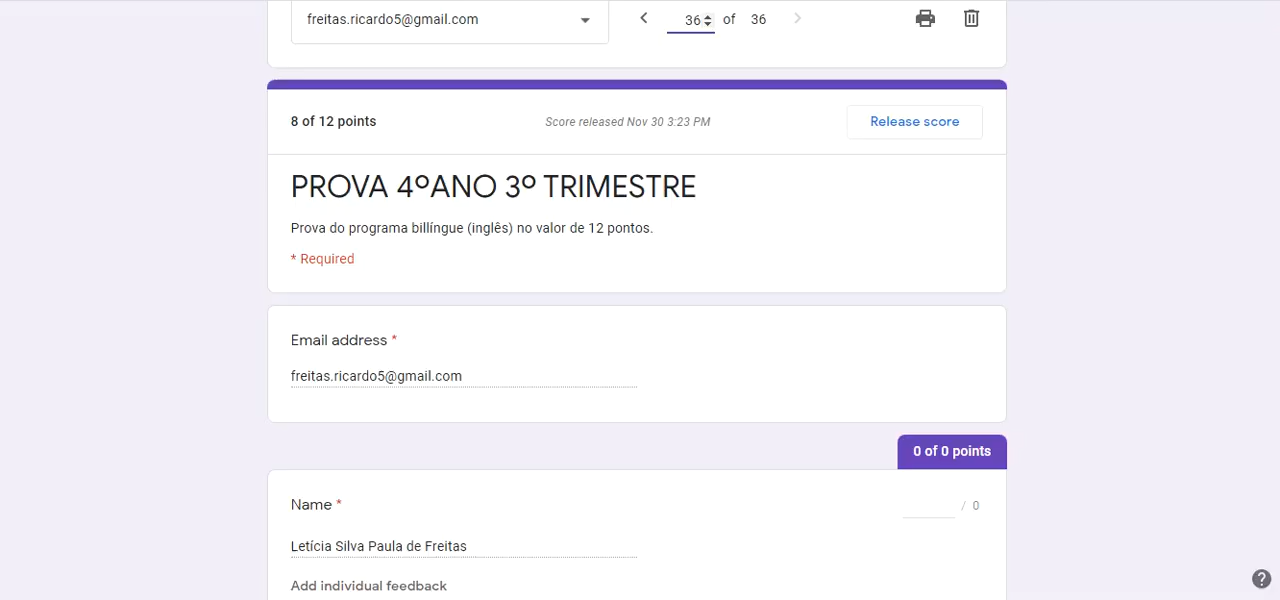 freitas.ricardo5@gmail.com 36 of 36
8 of 12 points Score released Nov 30 3:23 PM Release score
PROVA 4ºANO 3º TRIMESTRE
Prova do programa billíngue (inglês) no valor de 12 pontos.
* Required
Email address *
freitas.ricardo5@gmail.com
0 of 0 points
Name * / 0
Letícia Silva Paula de Freitas
Add individual feedback